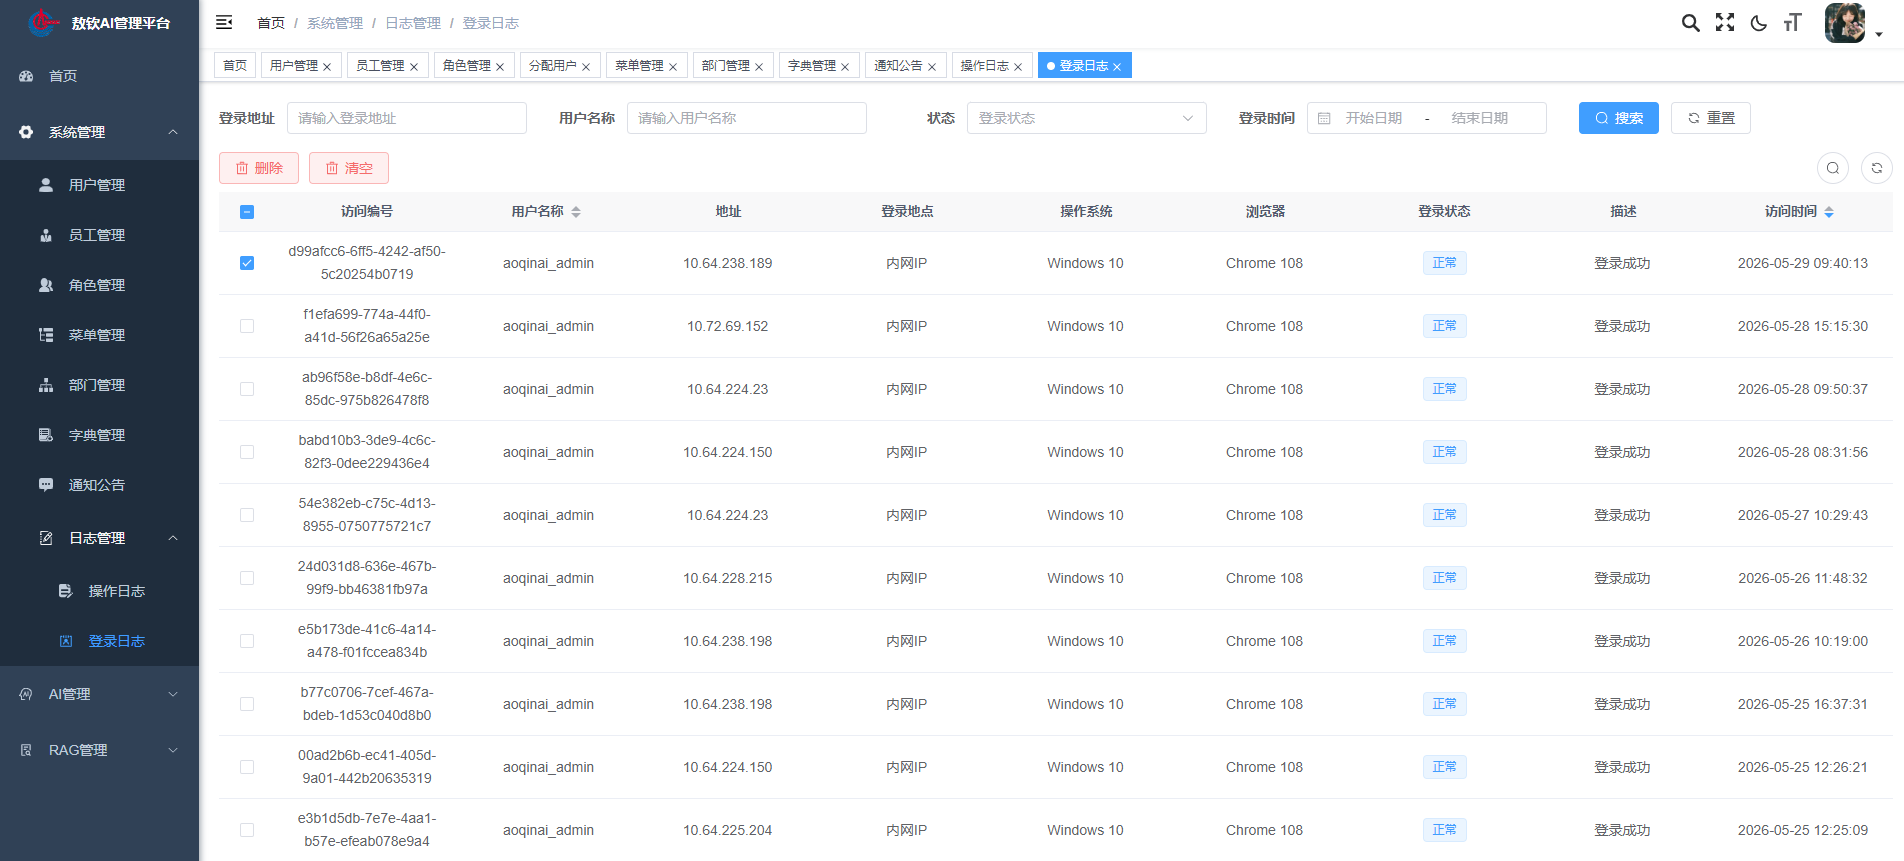 敖钦AI管理平台
首页 / 系统管理 / 日志管理 / 登录日志
首页 用户管理 员工管理 角色管理 分配用户 菜单管理 部门管理 字典管理 通知公告 操作日志 登录日志
首页
系统管理
用户管理
员工管理
角色管理
菜单管理
部门管理
字典管理
通知公告
日志管理
操作日志
登录日志
AI管理
RAG管理
登录地址 请输入登录地址 用户名称 请输入用户名称 状态 登录状态 登录时间 开始日期 - 结束日期 搜索 重置
删除 清空
访问编号 用户名称 地址 登录地点 操作系统 浏览器 登录状态 描述 访问时间
d99afcc6-6ff5-4242-af50-
5c20254b0719 aoqinai_admin 10.64.238.189 内网IP Windows 10 Chrome 108 正常 登录成功 2026-05-29 09:40:13
f1efa699-774a-44f0-
a41d-56f26a65a25e aoqinai_admin 10.72.69.152 内网IP Windows 10 Chrome 108 正常 登录成功 2026-05-28 15:15:30
ab96f58e-b8df-4e6c-
85dc-975b826478f8 aoqinai_admin 10.64.224.23 内网IP Windows 10 Chrome 108 正常 登录成功 2026-05-28 09:50:37
babd10b3-3de9-4c6c-
82f3-0dee229436e4 aoqinai_admin 10.64.224.150 内网IP Windows 10 Chrome 108 正常 登录成功 2026-05-28 08:31:56
54e382eb-c75c-4d13-
8955-0750775721c7 aoqinai_admin 10.64.224.23 内网IP Windows 10 Chrome 108 正常 登录成功 2026-05-27 10:29:43
24d031d8-636e-467b-
99f9-bb46381fb97a aoqinai_admin 10.64.228.215 内网IP Windows 10 Chrome 108 正常 登录成功 2026-05-26 11:48:32
e5b173de-41c6-4a14-
a478-f01fccea834b aoqinai_admin 10.64.238.198 内网IP Windows 10 Chrome 108 正常 登录成功 2026-05-26 10:19:00
b77c0706-7cef-467a-
bdeb-1d53c040d8b0 aoqinai_admin 10.64.238.198 内网IP Windows 10 Chrome 108 正常 登录成功 2026-05-25 16:37:31
00ad2b6b-ec41-405d-
9a01-442b20635319 aoqinai_admin 10.64.224.150 内网IP Windows 10 Chrome 108 正常 登录成功 2026-05-25 12:26:21
e3b1d5db-7e7e-4aa1-
b57e-efeab078e9a4 aoqinai_admin 10.64.225.204 内网IP Windows 10 Chrome 108 正常 登录成功 2026-05-25 12:25:09